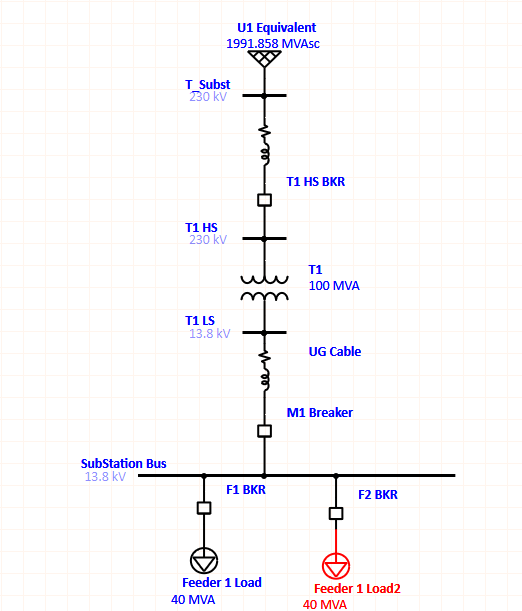 U1 Equivalent
1991.858 MVAsc
T_Subst
230 kV
T1 HS BKR
T1 HS
230 kV
T1
100 MVA
T1 LS
13.8 kV
UG Cable
M1 Breaker
SubStation Bus
13.8 kV
F1 BKR
F2 BKR
Feeder 1 Load
40 MVA
Feeder 1 Load2
40 MVA